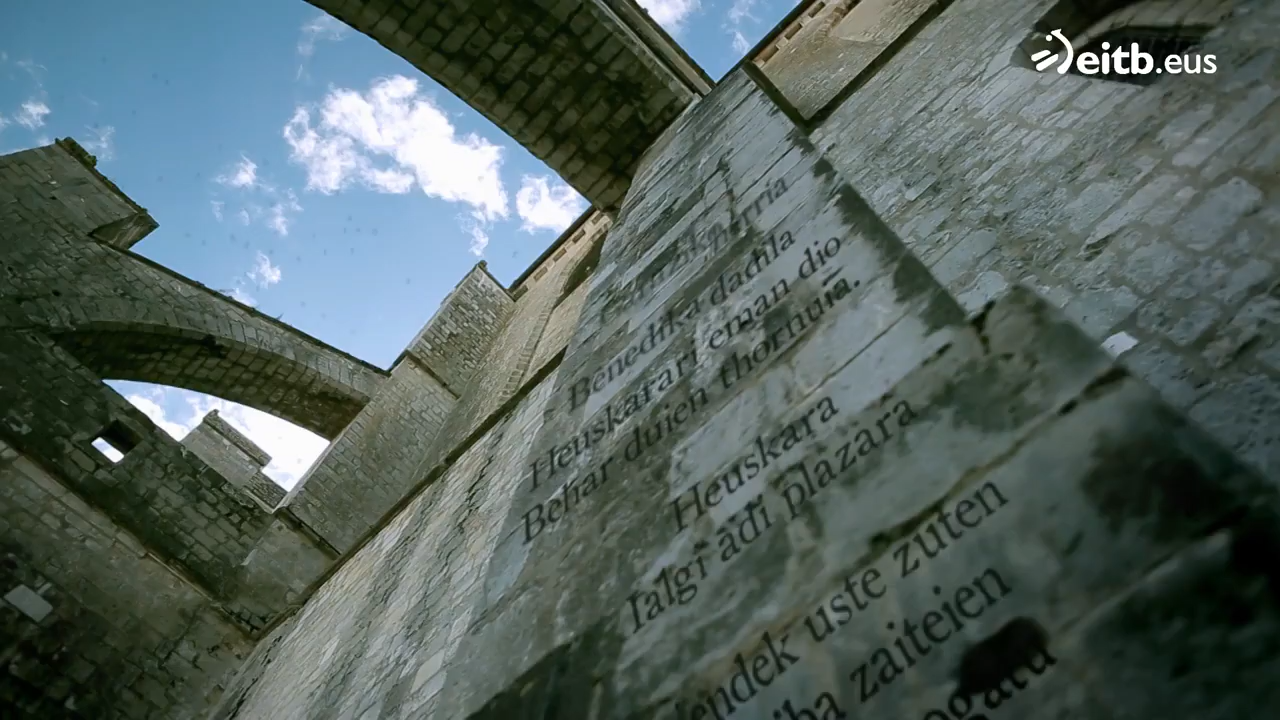 eitb.eus
Benedika dadila
Heuskarari eman dio
Behar duien thornuia.
Heuskara
Ialgi adi plazara
uste zuten
zaiteien